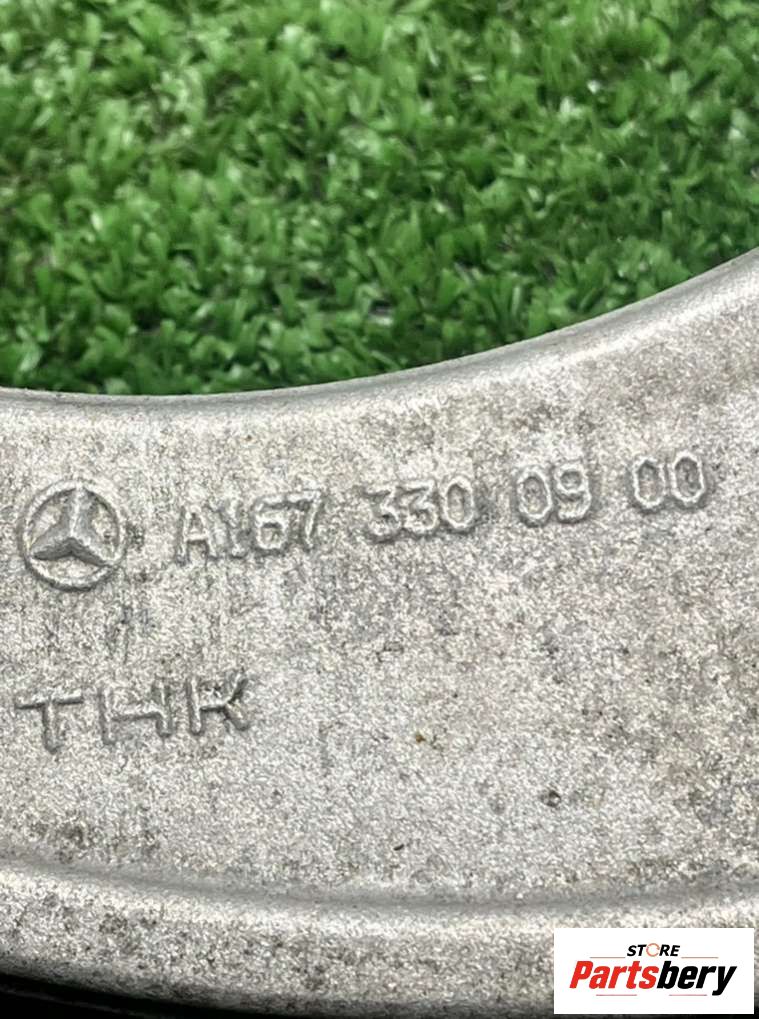 A167 330 09 00
THK
STORE
Partsbery